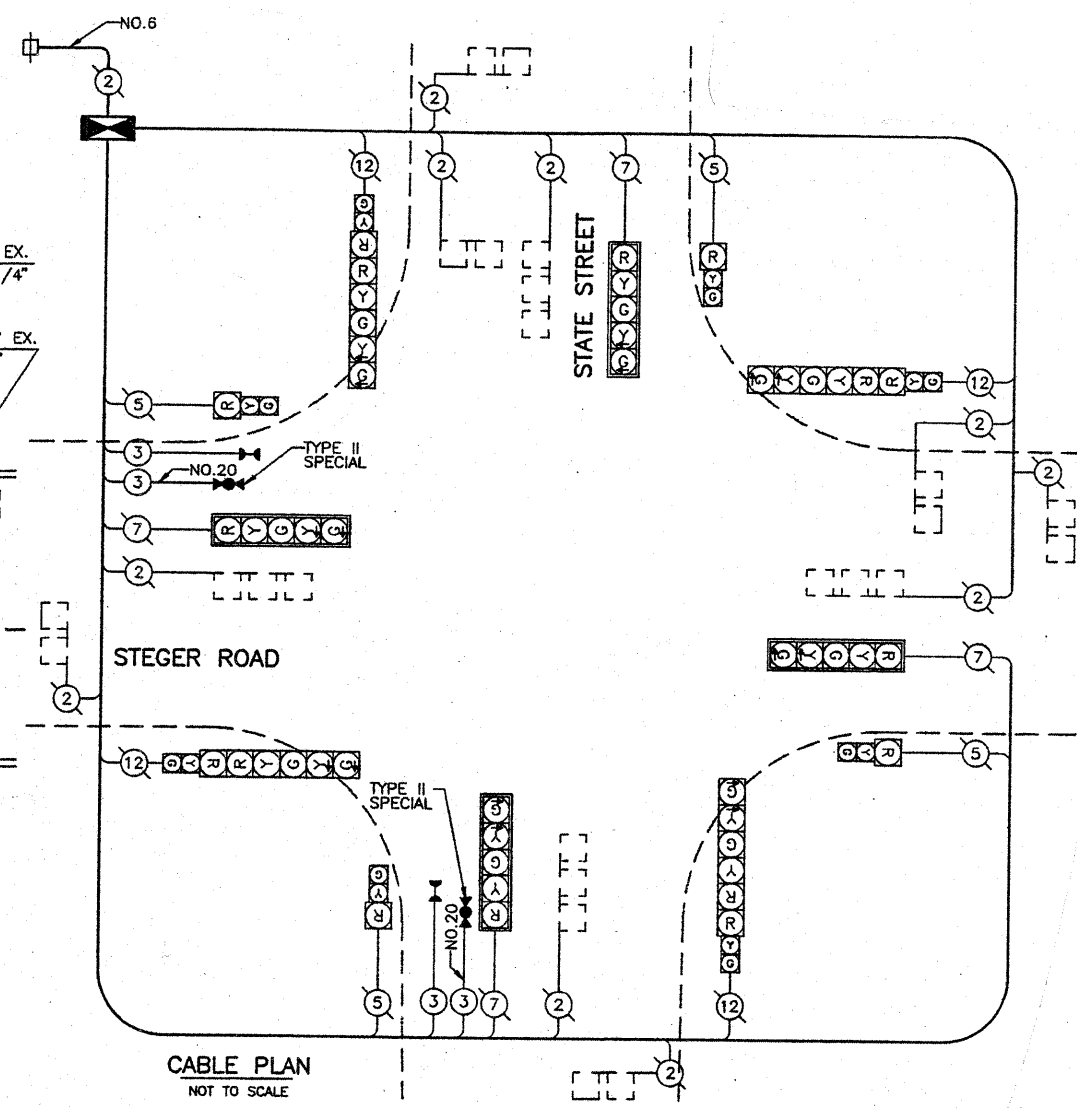 NO.6
2
2
12
2
2
7
5
G
Y
R
R
Y
G
Y
G
R
Y
G
Y
G
R
Y
G
STATE STREET
EX.
/4"
EX.
5
R Y G
G Y G Y R R Y G
12
2
3
TYPE II
SPECIAL
NO.20
3
2
7
R Y G Y G
2
2
STEGER ROAD
G Y G Y R
7
2
12
G Y R R Y G Y G
G Y R
5
TYPE II
SPECIAL
G
Y
G
Y
R
G
Y
G
Y
R
R
Y
G
G
Y
R
NO.20
5
3
3
7
2
12
CABLE PLAN
NOT TO SCALE
2